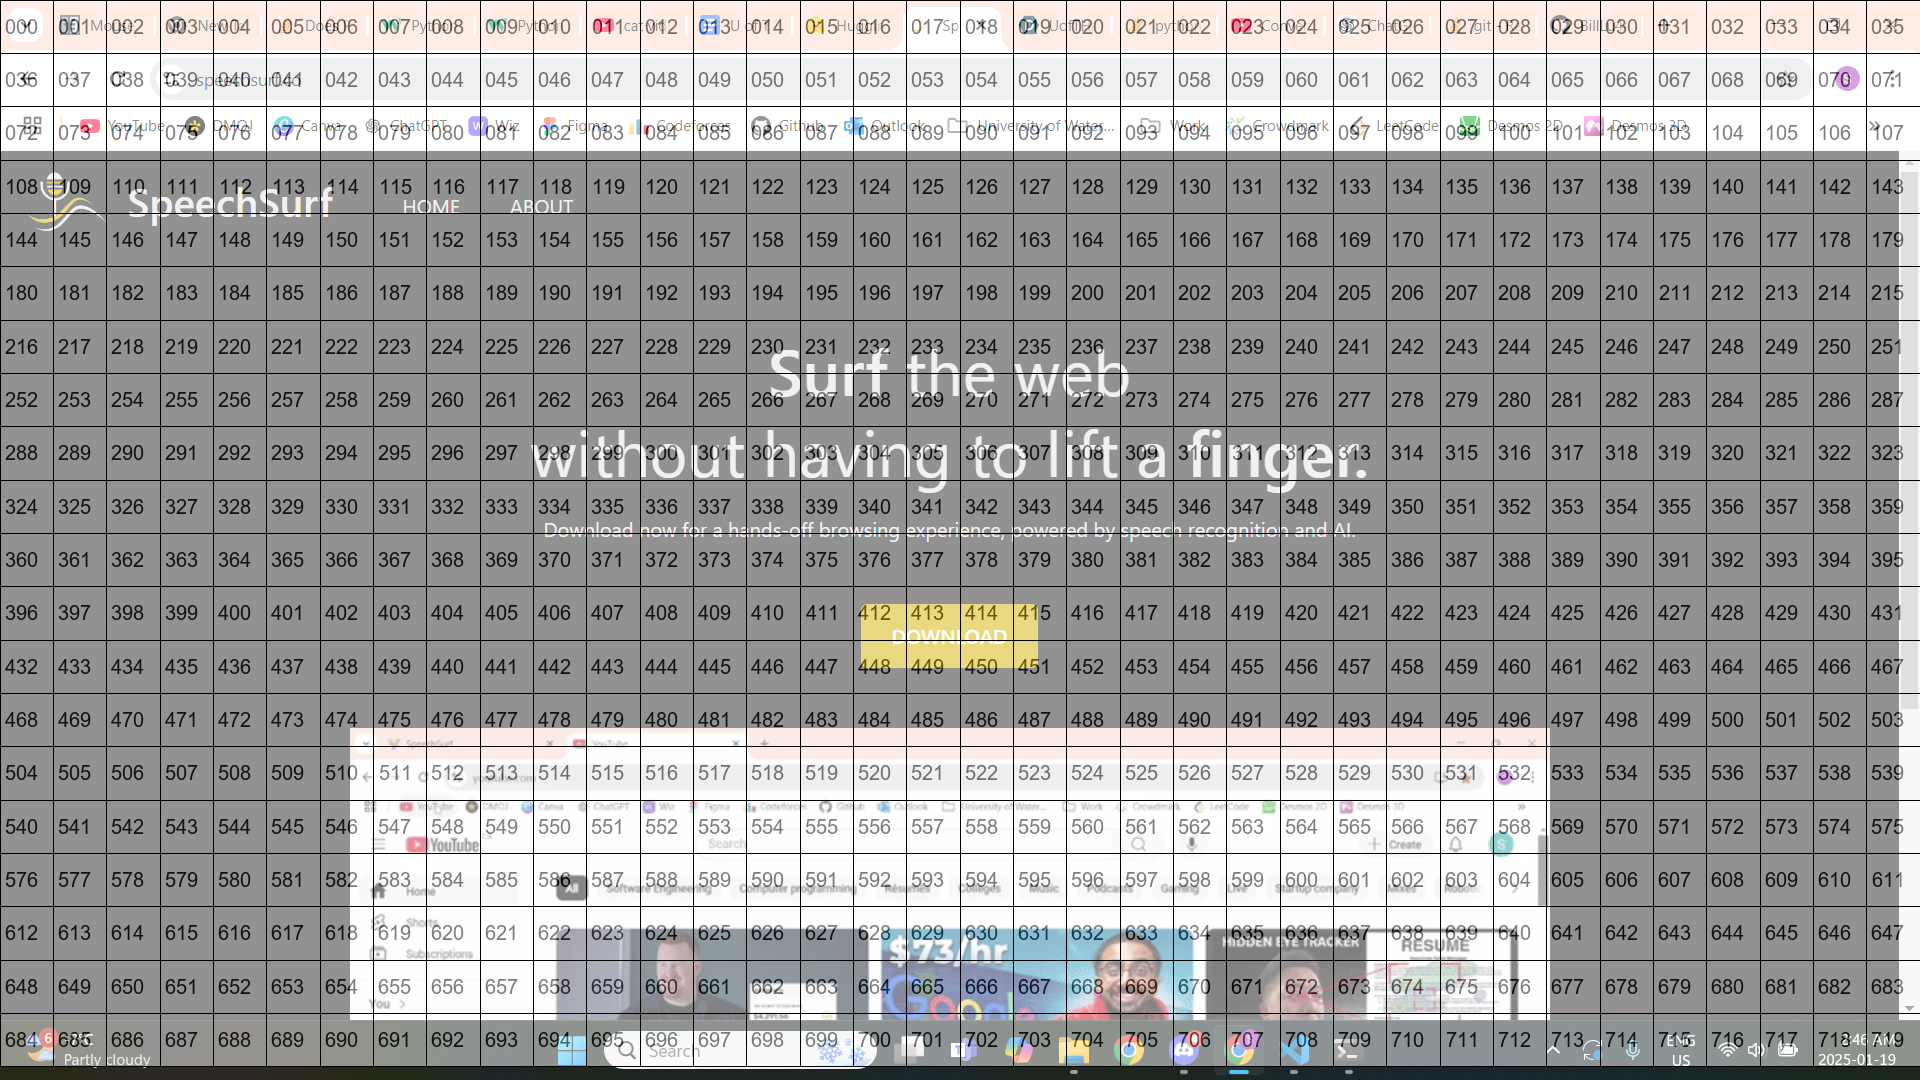 000 001 002 003 004 005 006 007 008 009 010 011 012 013 014 015 016 017 018 019 020 021 022 023 024 025 026 027 028 029 030 031 032 033 034 035
036 037 038 039 040 041 042 043 044 045 046 047 048 049 050 051 052 053 054 055 056 057 058 059 060 061 062 063 064 065 066 067 068 069 070 071
YouTube DMOJ Canva ChatGPT Wiz Figma Codeforces Github Outlook University of Water... Work Crowdmark LeetCode Desmos 2D Desmos 3D
072 073 074 075 076 077 078 079 080 081 082 083 084 085 086 087 088 089 090 091 092 093 094 095 096 097 098 099 100 101 102 103 104 105 106 107
108 109 110 111 112 113 114 115 116 117 118 119 120 121 122 123 124 125 126 127 128 129 130 131 132 133 134 135 136 137 138 139 140 141 142 143
SpeechSurf HOME ABOUT
144 145 146 147 148 149 150 151 152 153 154 155 156 157 158 159 160 161 162 163 164 165 166 167 168 169 170 171 172 173 174 175 176 177 178 179
180 181 182 183 184 185 186 187 188 189 190 191 192 193 194 195 196 197 198 199 200 201 202 203 204 205 206 207 208 209 210 211 212 213 214 215
216 217 218 219 220 221 222 223 224 225 226 227 228 229 230 231 232 233 234 235 236 237 238 239 240 241 242 243 244 245 246 247 248 249 250 251
Surf the web
252 253 254 255 256 257 258 259 260 261 262 263 264 265 266 267 268 269 270 271 272 273 274 275 276 277 278 279 280 281 282 283 284 285 286 287
288 289 290 291 292 293 294 295 296 297 298 299 300 301 302 303 304 305 306 307 308 309 310 311 312 313 314 315 316 317 318 319 320 321 322 323
without having to lift a finger.
324 325 326 327 328 329 330 331 332 333 334 335 336 337 338 339 340 341 342 343 344 345 346 347 348 349 350 351 352 353 354 355 356 357 358 359
Download now for a hands-off browsing experience, powered by speech recognition and AI.
360 361 362 363 364 365 366 367 368 369 370 371 372 373 374 375 376 377 378 379 380 381 382 383 384 385 386 387 388 389 390 391 392 393 394 395
396 397 398 399 400 401 402 403 404 405 406 407 408 409 410 411 412 413 414 415 416 417 418 419 420 421 422 423 424 425 426 427 428 429 430 431
DOWNLOAD
432 433 434 435 436 437 438 439 440 441 442 443 444 445 446 447 448 449 450 451 452 453 454 455 456 457 458 459 460 461 462 463 464 465 466 467
468 469 470 471 472 473 474 475 476 477 478 479 480 481 482 483 484 485 486 487 488 489 490 491 492 493 494 495 496 497 498 499 500 501 502 503
SpeechSurf YouTube
504 505 506 507 508 509 510 511 512 513 514 515 516 517 518 519 520 521 522 523 524 525 526 527 528 529 530 531 532 533 534 535 536 537 538 539
YouTube DMOJ Canva ChatGPT Wiz Figma Codeforces Github Outlook University of Water... Work Crowdmark LeetCode Desmos 2D Desmos 3D
540 541 542 543 544 545 546 547 548 549 550 551 552 553 554 555 556 557 558 559 560 561 562 563 564 565 566 567 568 569 570 571 572 573 574 575
YouTube Search Create S
576 577 578 579 580 581 582 583 584 585 586 587 588 589 590 591 592 593 594 595 596 597 598 599 600 601 602 603 604 605 606 607 608 609 610 611
Home All Software Engineering Computer programming Résumés Colleges Music Podcasts Gaming Live Startup company Mixes
Shorts
612 613 614 615 616 617 618 619 620 621 622 623 624 625 626 627 628 629 630 631 632 633 634 635 636 637 638 639 640 641 642 643 644 645 646 647
Subscriptions $73/hr HIDDEN EYE TRACKER RESUME
648 649 650 651 652 653 654 655 656 657 658 659 660 661 662 663 664 665 666 667 668 669 670 671 672 673 674 675 676 677 678 679 680 681 682 683
You Google
684 685 686 687 688 689 690 691 692 693 694 695 696 697 698 699 700 701 702 703 704 705 706 707 708 709 710 711 712 713 714 715 716 717 718 719
Partly cloudy Search ENG US 8:46 AM 2025-01-19